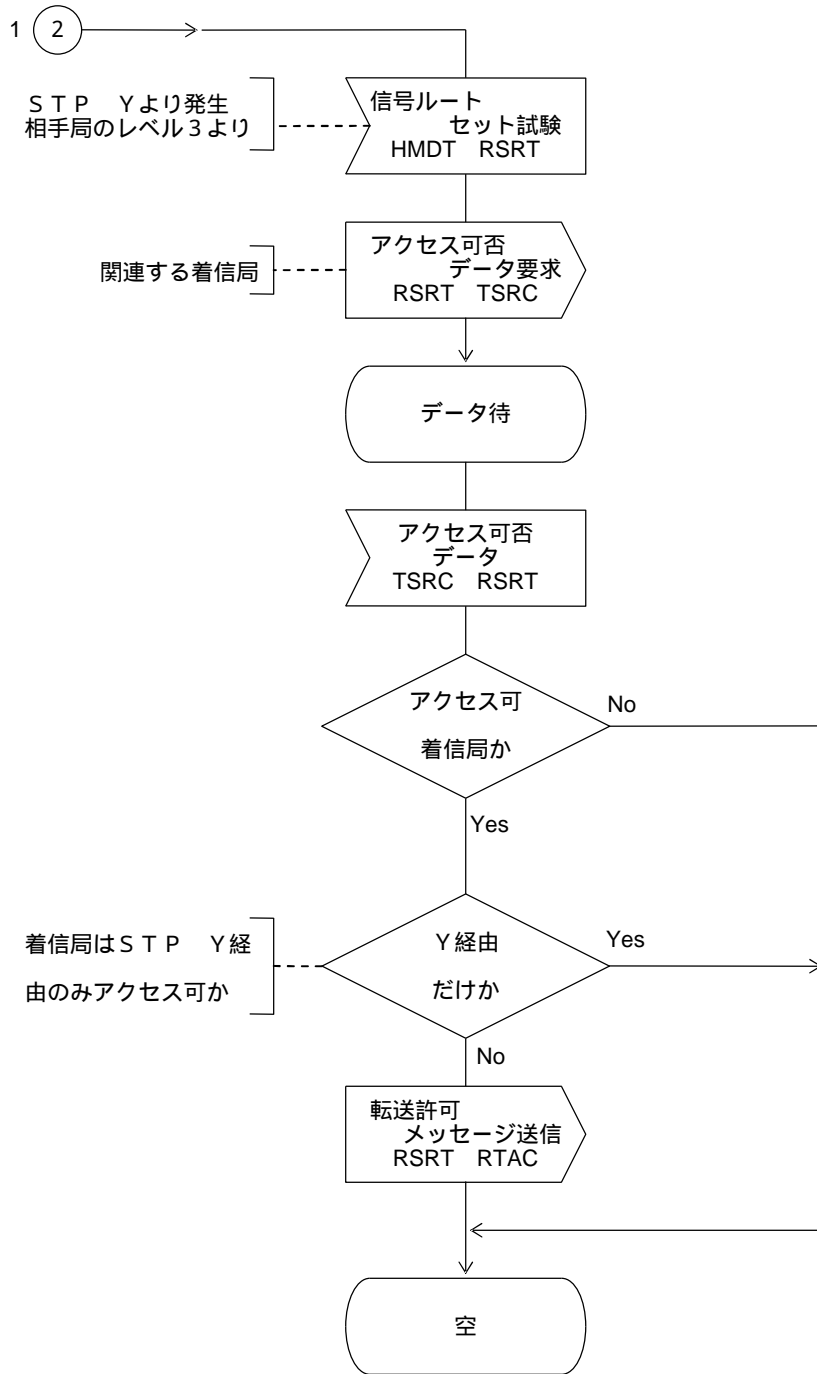 1 2
ＳＴＰ　Ｙより発生
相手局のレベル３より
信号ルート
セット試験
HMDT RSRT
関連する着信局
アクセス可否
データ要求
RSRT TSRC
データ待
アクセス可否
データ
TSRC RSRT
アクセス可
着信局か
No
Yes
着信局はＳＴＰ　Ｙ経
由のみアクセス可か
Ｙ経由
だけか
Yes
No
転送許可
メッセージ送信
RSRT RTAC
空